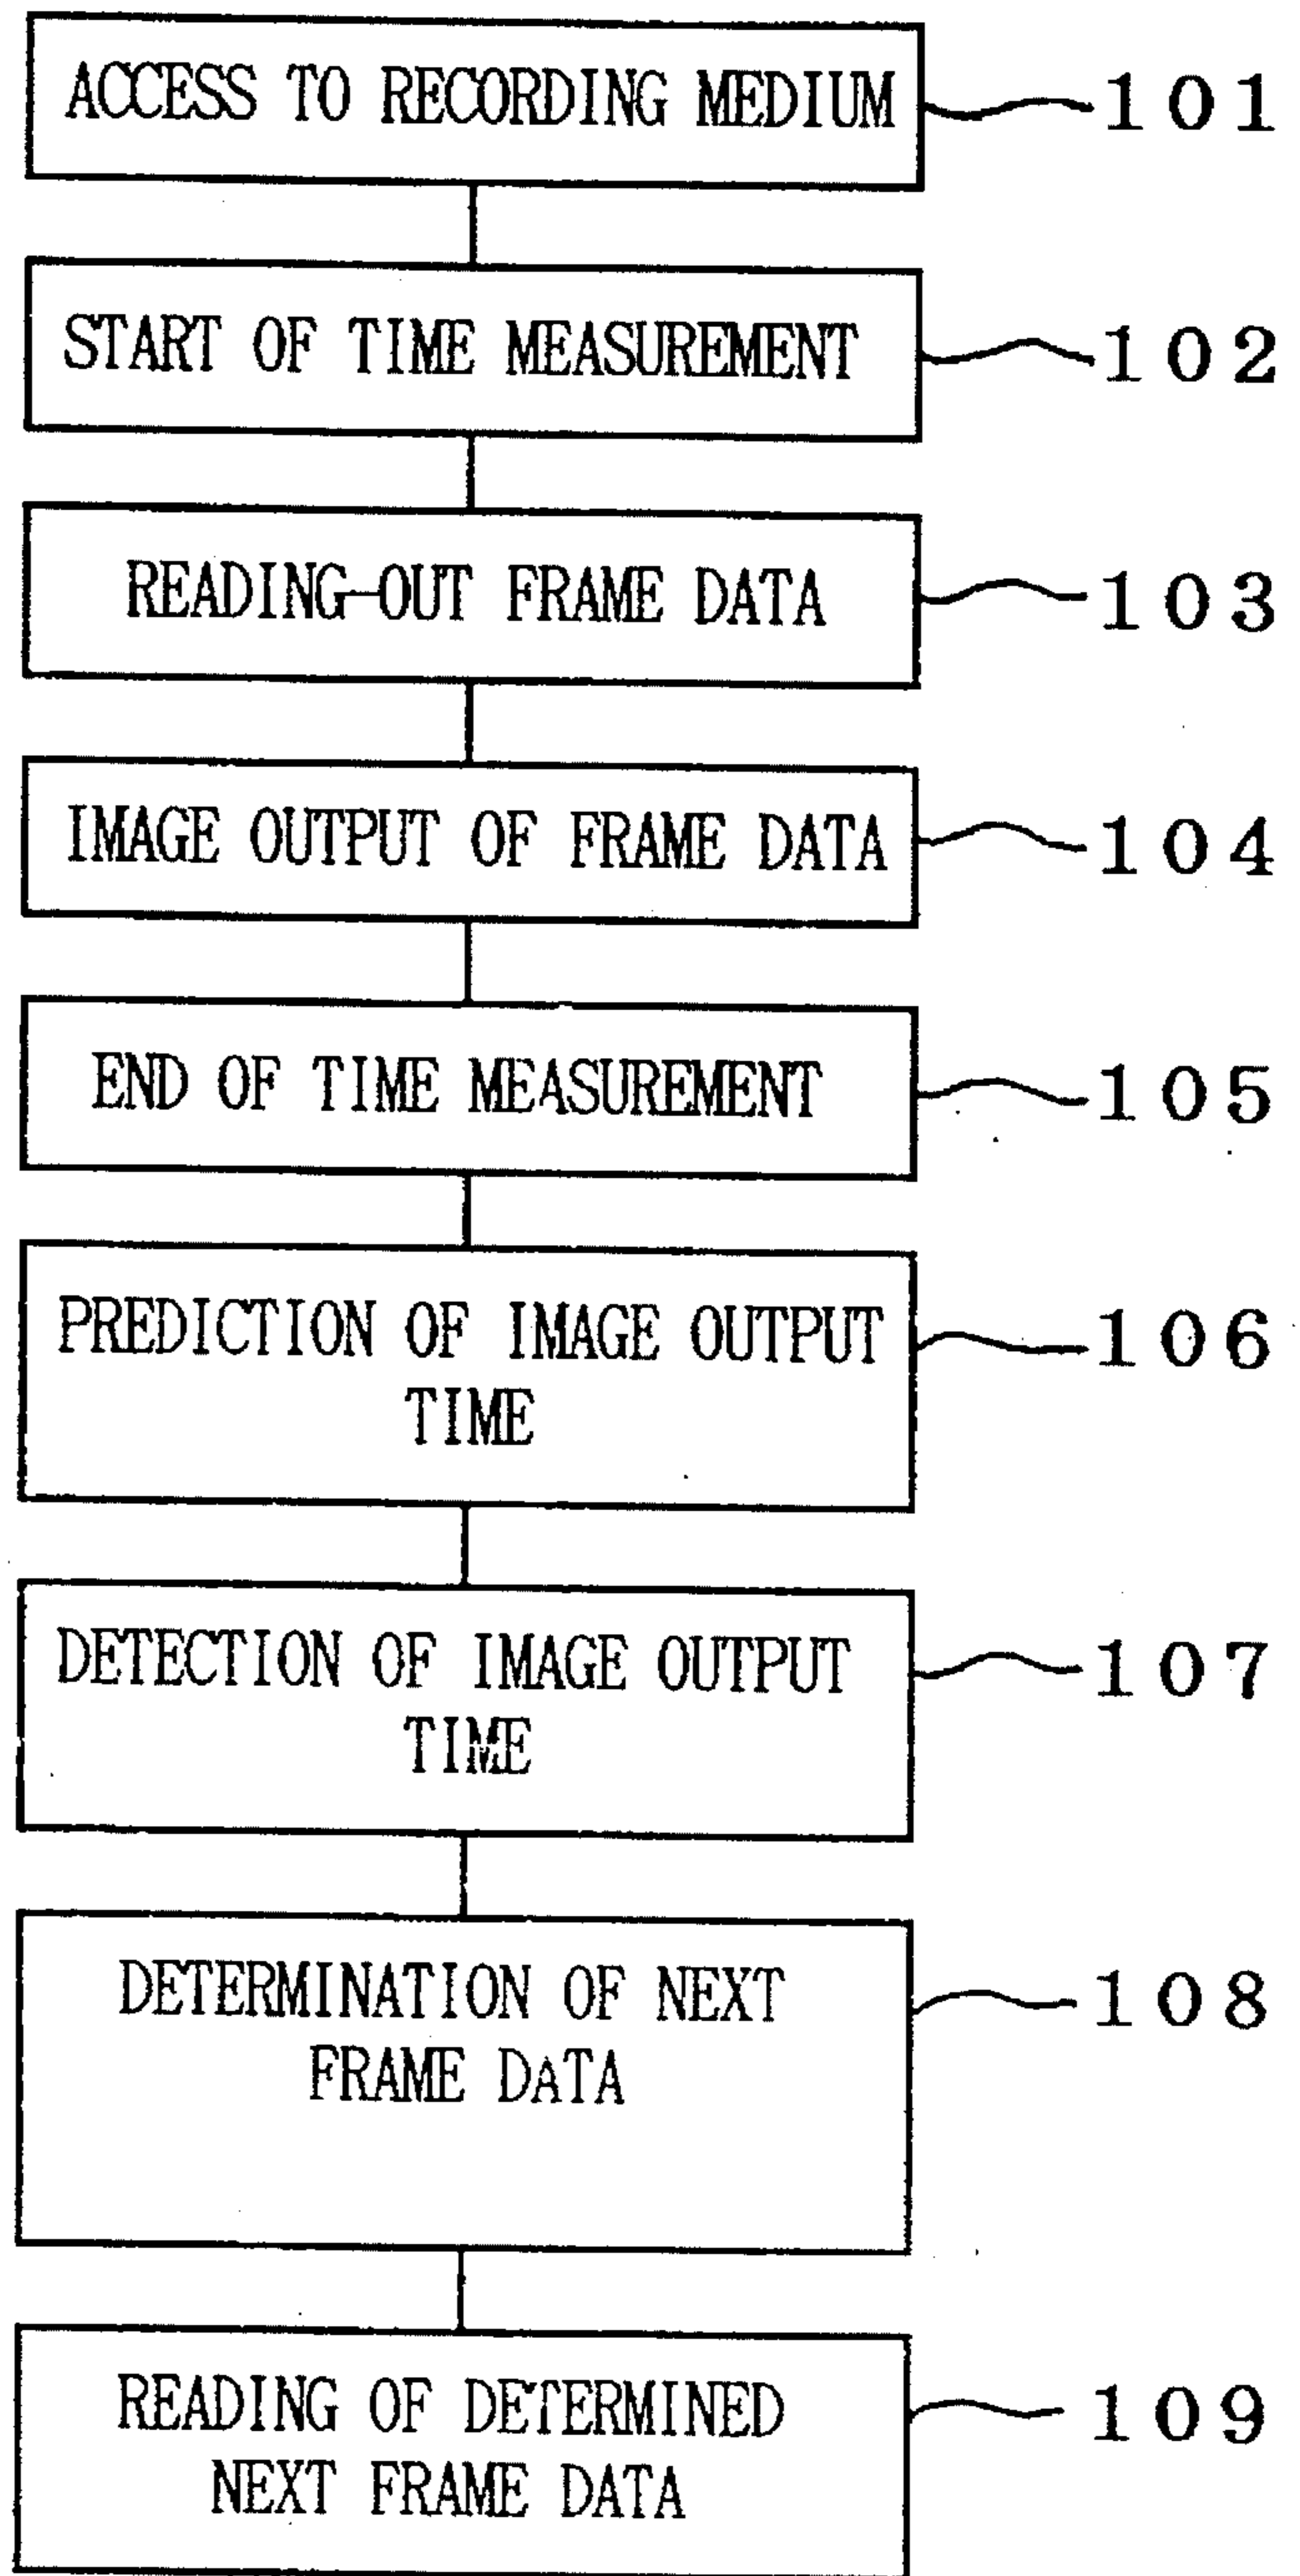 ACCESS TO RECORDING MEDIUM 101
START OF TIME MEASUREMENT 102
READING-OUT FRAME DATA 103
IMAGE OUTPUT OF FRAME DATA 104
END OF TIME MEASUREMENT 105
PREDICTION OF IMAGE OUTPUT 106
TIME
DETECTION OF IMAGE OUTPUT 107
TIME
DETERMINATION OF NEXT 108
FRAME DATA
READING OF DETERMINED 109
NEXT FRAME DATA